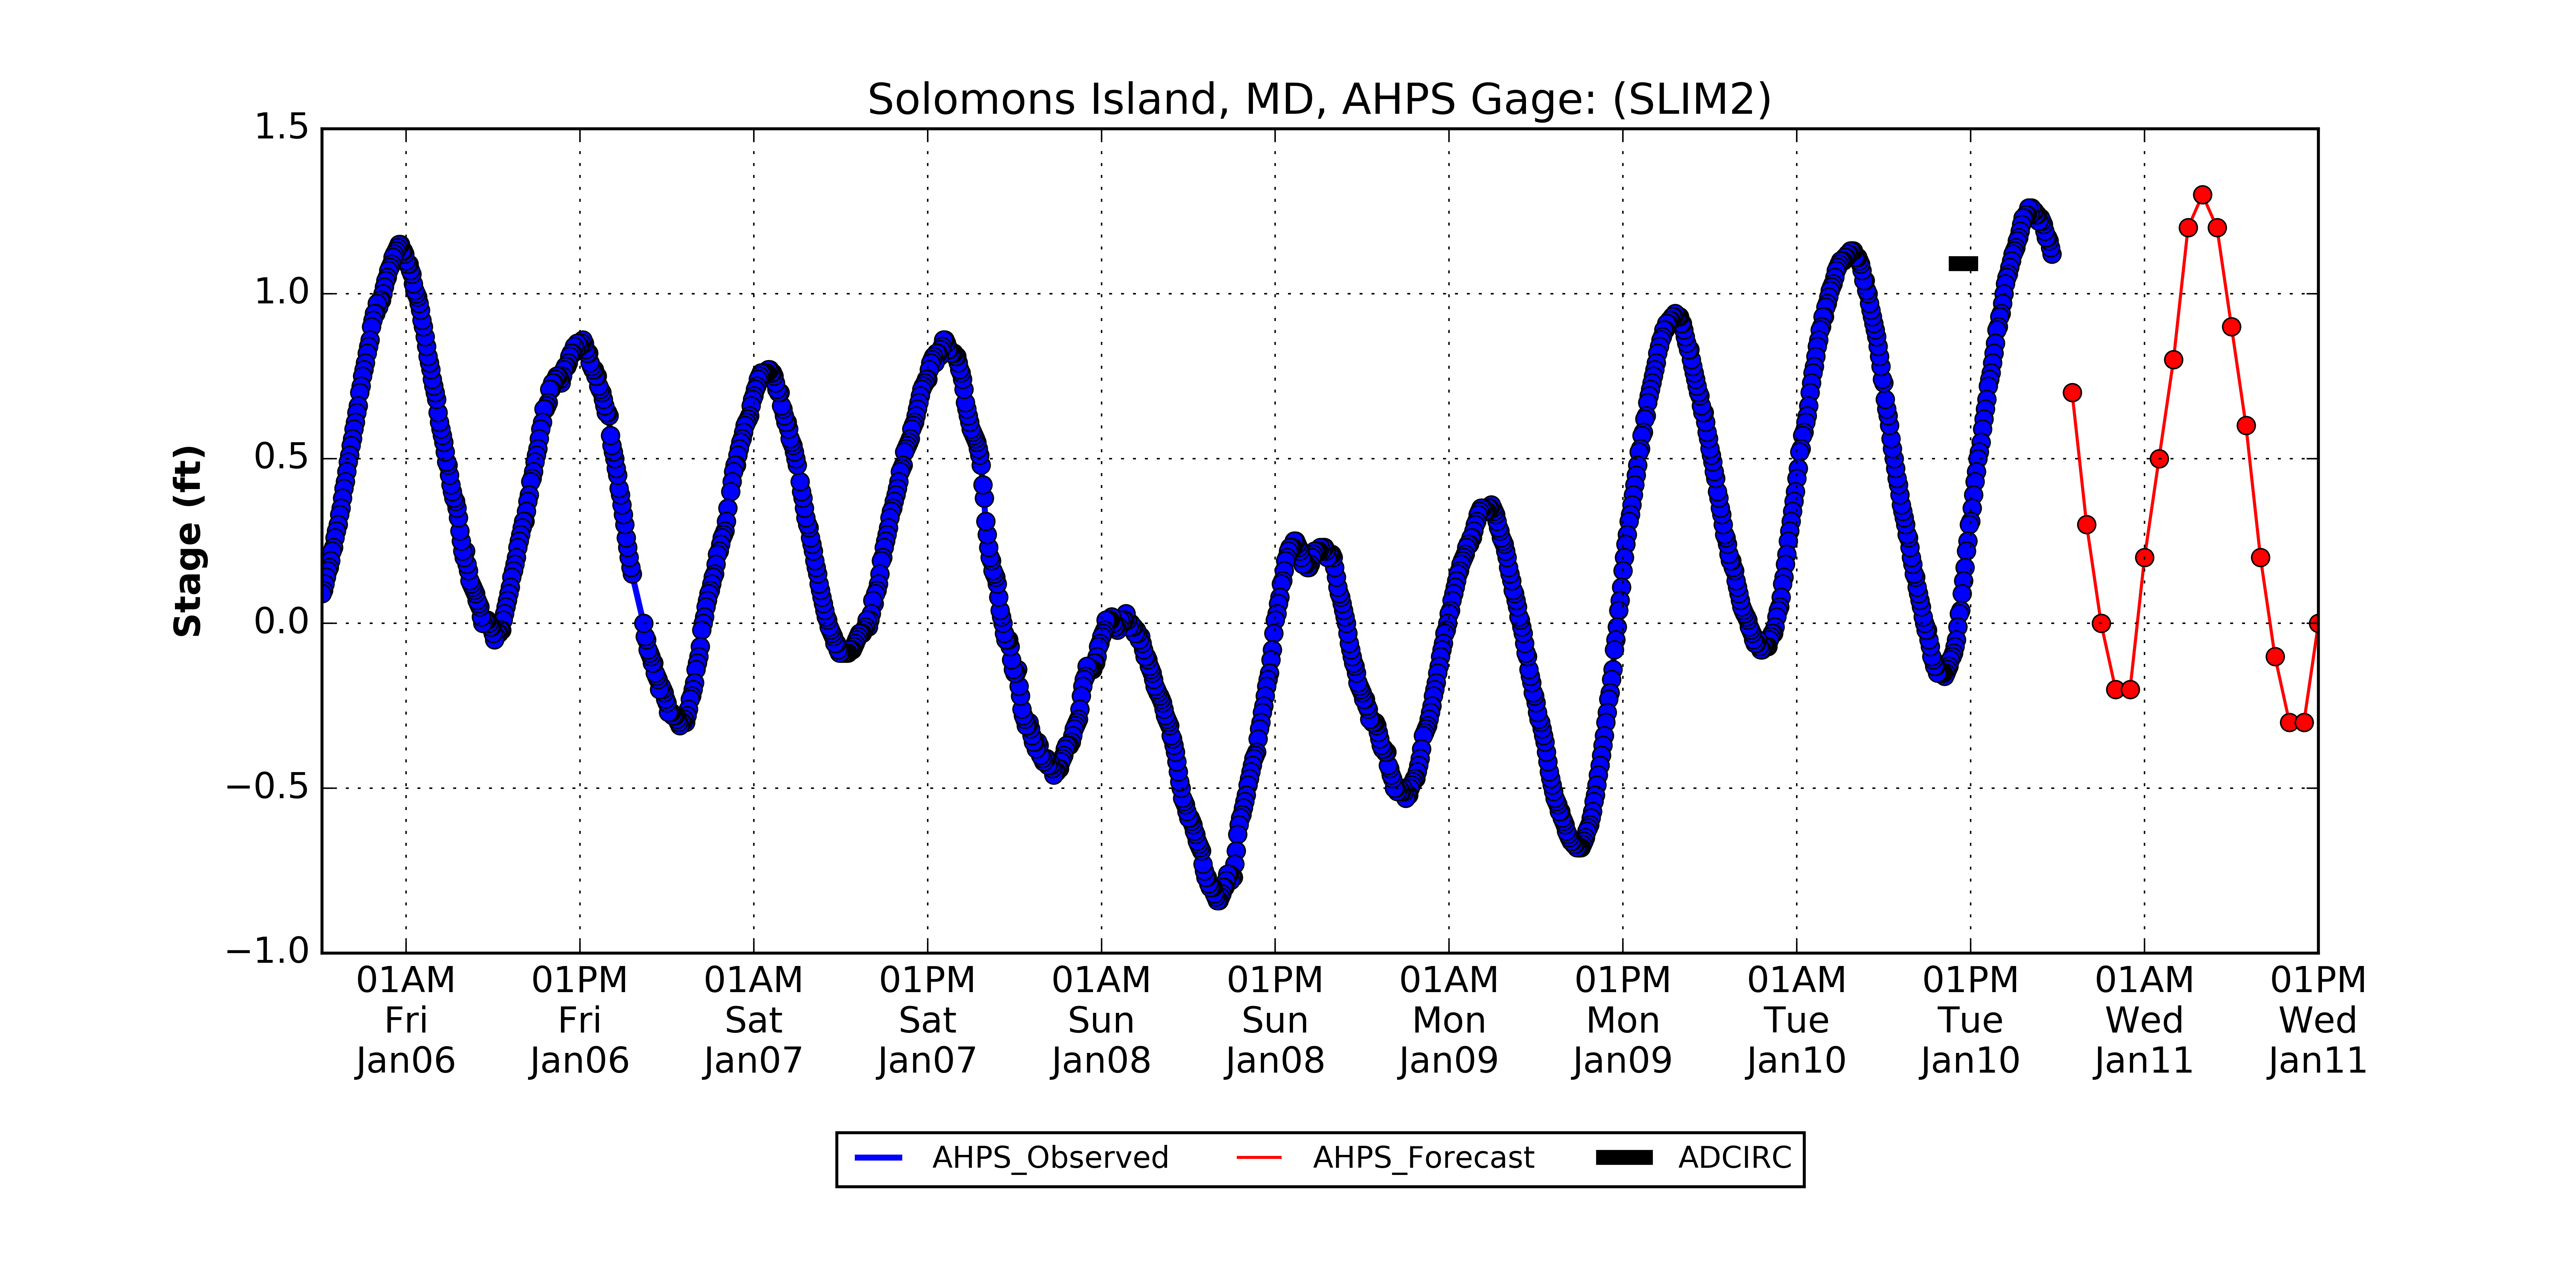 Solomons Island, MD, AHPS Gage: (SLIM2)
1.5
1.0
0.5
0.0
−0.5
−1.0
Stage (ft)
01AM 01PM 01AM 01PM 01AM 01PM 01AM 01PM 01AM 01PM 01AM 01PM
Fri Fri Sat Sat Sun Sun Mon Mon Tue Tue Wed Wed
Jan06 Jan06 Jan07 Jan07 Jan08 Jan08 Jan09 Jan09 Jan10 Jan10 Jan11 Jan11
AHPS_Observed AHPS_Forecast ADCIRC